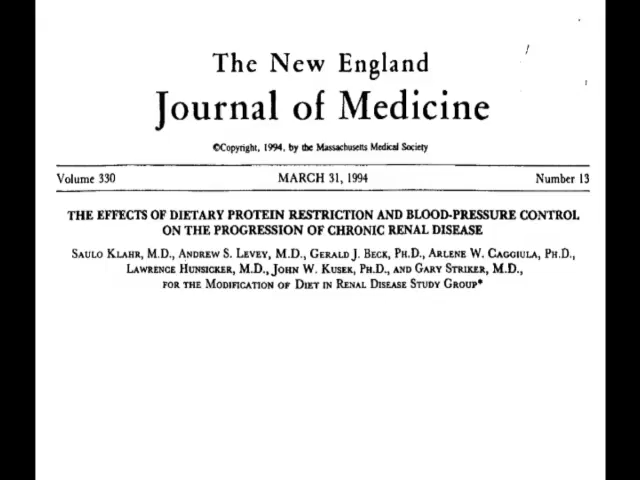 The New England
Journal of Medicine
©Copyright, 1994, by the Massachusetts Medical Society
Volume 330 MARCH 31, 1994 Number 13
THE EFFECTS OF DIETARY PROTEIN RESTRICTION AND BLOOD-PRESSURE CONTROL
ON THE PROGRESSION OF CHRONIC RENAL DISEASE
SAULO KLAHR, M.D., ANDREW S. LEVEY, M.D., GERALD J. BECK, PH.D., ARLENE W. CAGGIULA, PH.D.,
LAWRENCE HUNSICKER, M.D., JOHN W. KUSEK, PH.D., AND GARY STRIKER, M.D.,
FOR THE MODIFICATION OF DIET IN RENAL DISEASE STUDY GROUP*